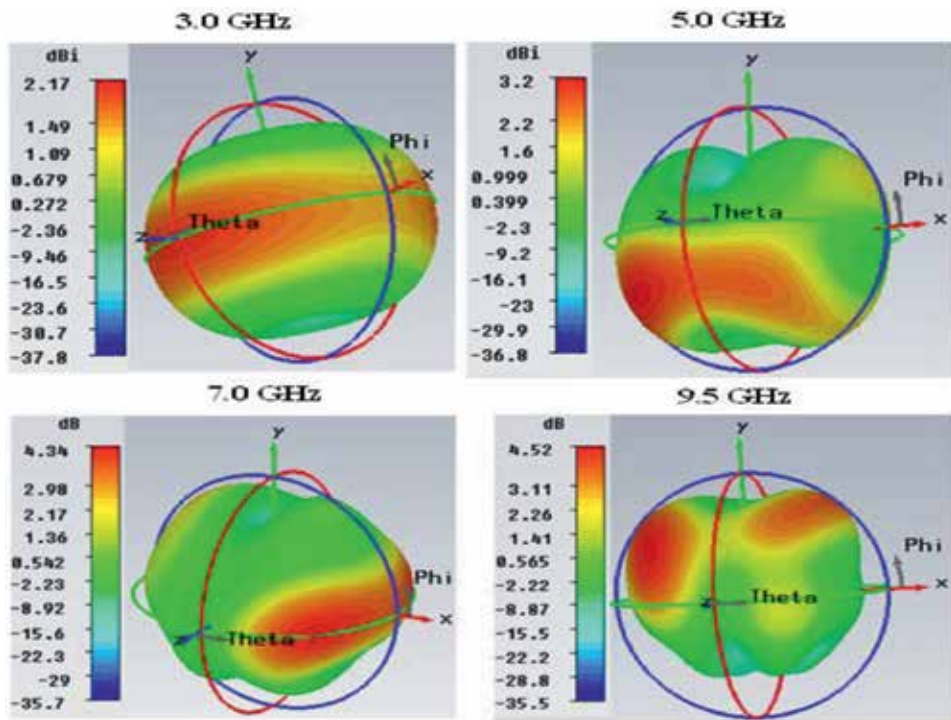 3.0 GHz
dBi
2.17
1.49
1.09
0.679
0.272
-2.36
-9.46
-16.5
-23.6
-30.7
-37.8
y
Phi
x
z
Theta
5.0 GHz
dBi
3.2
2.2
1.6
0.999
0.399
-2.3
-9.2
-16.1
-23
-29.9
-36.8
y
Phi
x
z
Theta
7.0 GHz
dB
4.34
2.98
2.17
1.36
0.542
-2.23
-8.92
-15.6
-22.3
-29
-35.7
y
Phi
x
z
Theta
9.5 GHz
dB
4.52
3.11
2.26
1.41
0.565
-2.22
-8.87
-15.5
-22.2
-28.8
-35.5
y
Phi
x
z
Theta